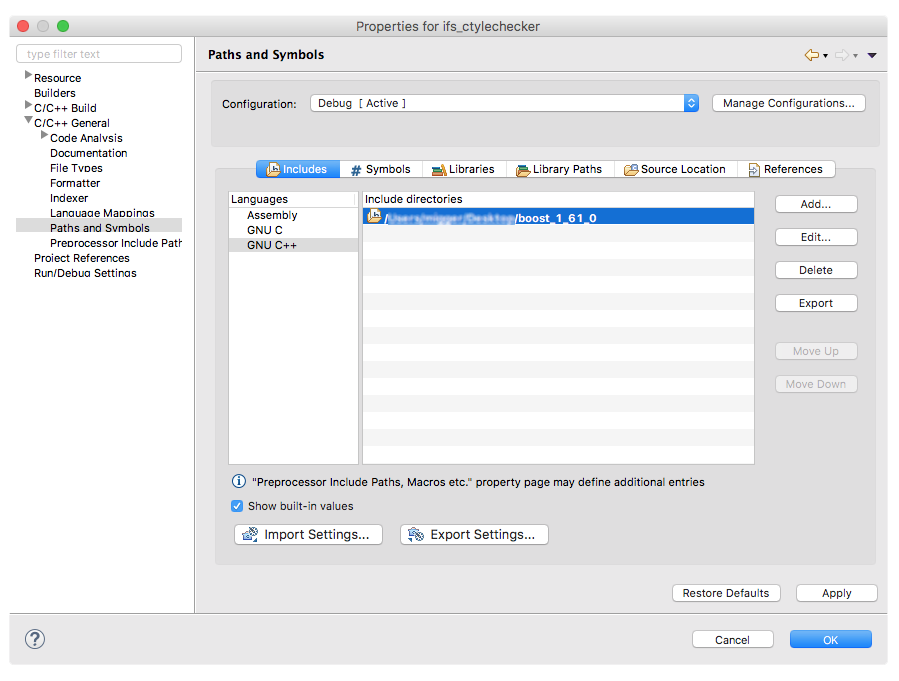 Properties for ifs_ctylechecker
type filter text
Paths and Symbols
Resource
Builders
C/C++ Build
C/C++ General
Code Analysis
Documentation
File Types
Formatter
Indexer
Language Mappings
Paths and Symbols
Preprocessor Include Path
Project References
Run/Debug Settings
Configuration:
Debug [ Active ]
Manage Configurations...
Includes
# Symbols
Libraries
Library Paths
Source Location
References
Languages
Assembly
GNU C
GNU C++
Include directories
/boost_1_61_0
Add...
Edit...
Delete
Export
Move Up
Move Down
"Preprocessor Include Paths, Macros etc." property page may define additional entries
Show built-in values
Import Settings...
Export Settings...
Restore Defaults
Apply
?
Cancel
OK